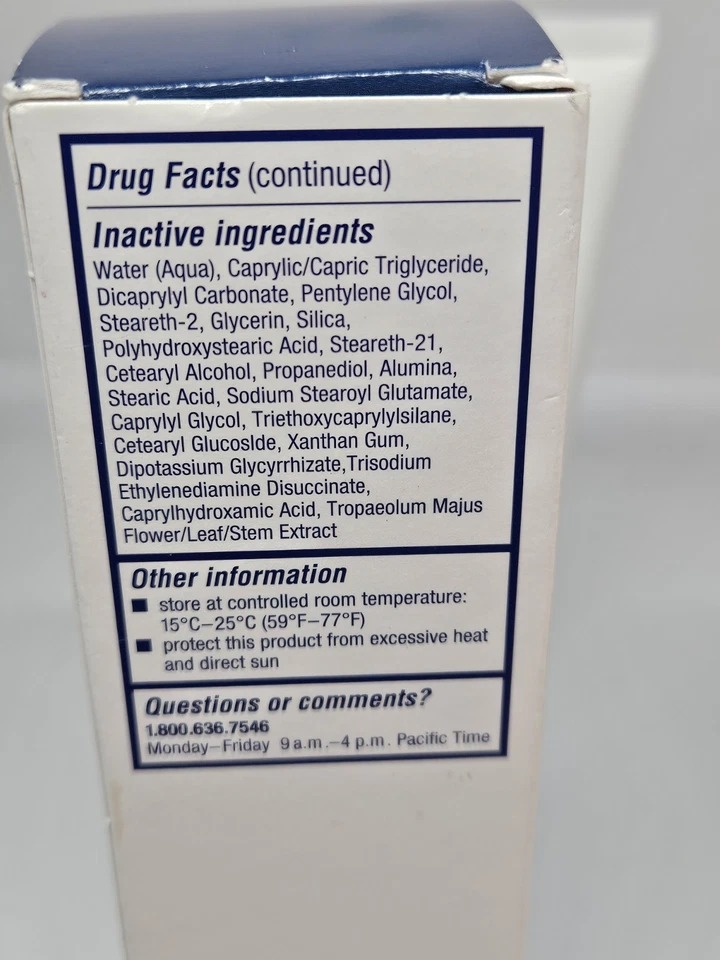 Drug Facts (continued)
Inactive ingredients
Water (Aqua), Caprylic/Capric Triglyceride,
Dicaprylyl Carbonate, Pentylene Glycol,
Steareth-2, Glycerin, Silica,
Polyhydroxystearic Acid, Steareth-21,
Cetearyl Alcohol, Propanediol, Alumina,
Stearic Acid, Sodium Stearoyl Glutamate,
Caprylyl Glycol, Triethoxycaprylylsilane,
Cetearyl Glucoslde, Xanthan Gum,
Dipotassium Glycyrrhizate,Trisodium
Ethylenediamine Disuccinate,
Caprylhydroxamic Acid, Tropaeolum Majus
Flower/Leaf/Stem Extract
Other information
■ store at controlled room temperature:
15°C–25°C (59°F–77°F)
■ protect this product from excessive heat
and direct sun
Questions or comments?
1.800.636.7546
Monday–Friday 9 a.m.–4 p.m. Pacific Time